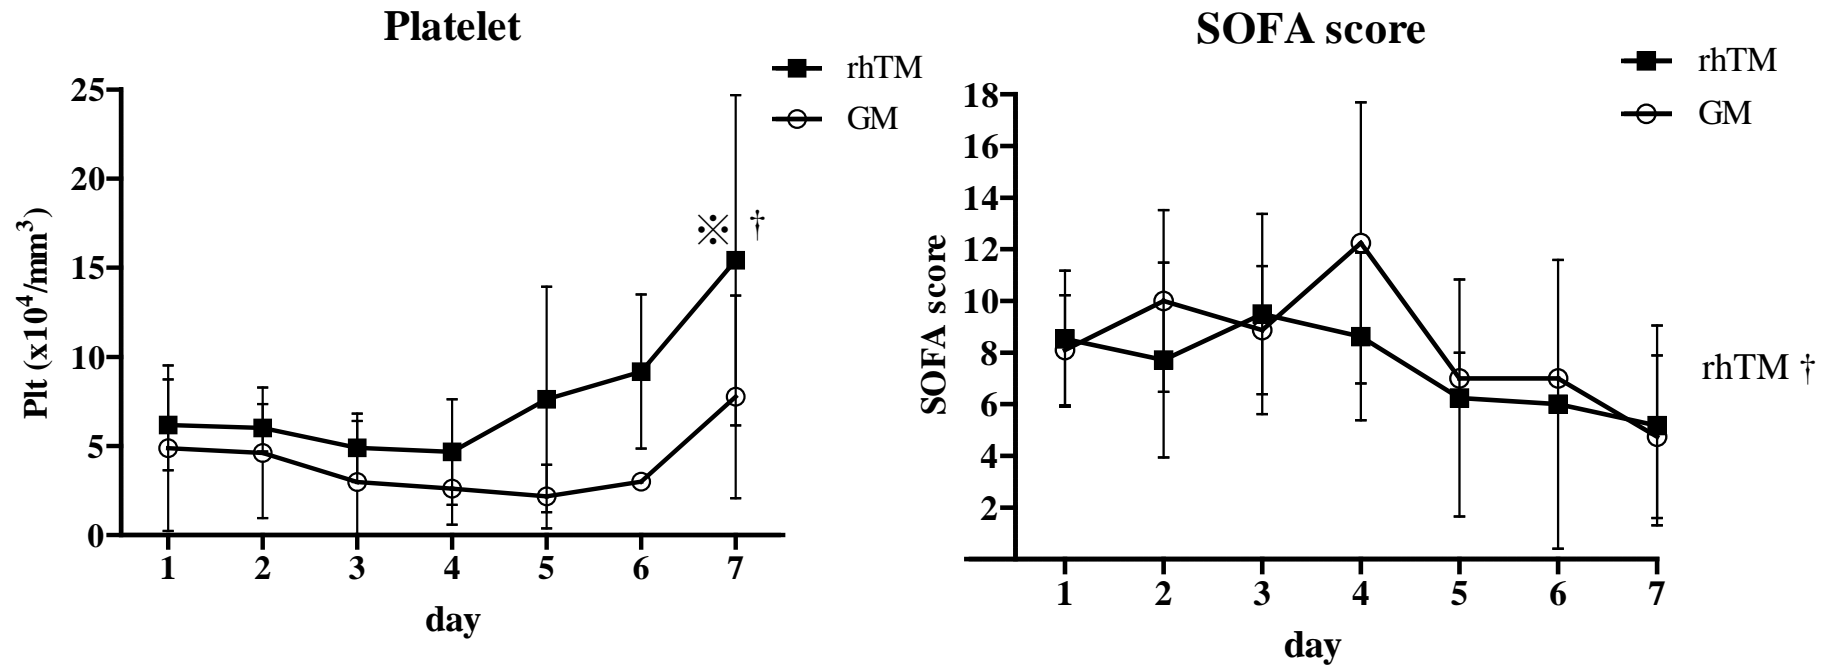 Platelet
rhTM
GM
25
20
15
10
5
0
Plt (x10⁴/mm³)
※ †
1 2 3 4 5 6 7
day
SOFA score
rhTM
GM
18
16
14
12
10
8
6
4
2
SOFA score
rhTM †
1 2 3 4 5 6 7
day